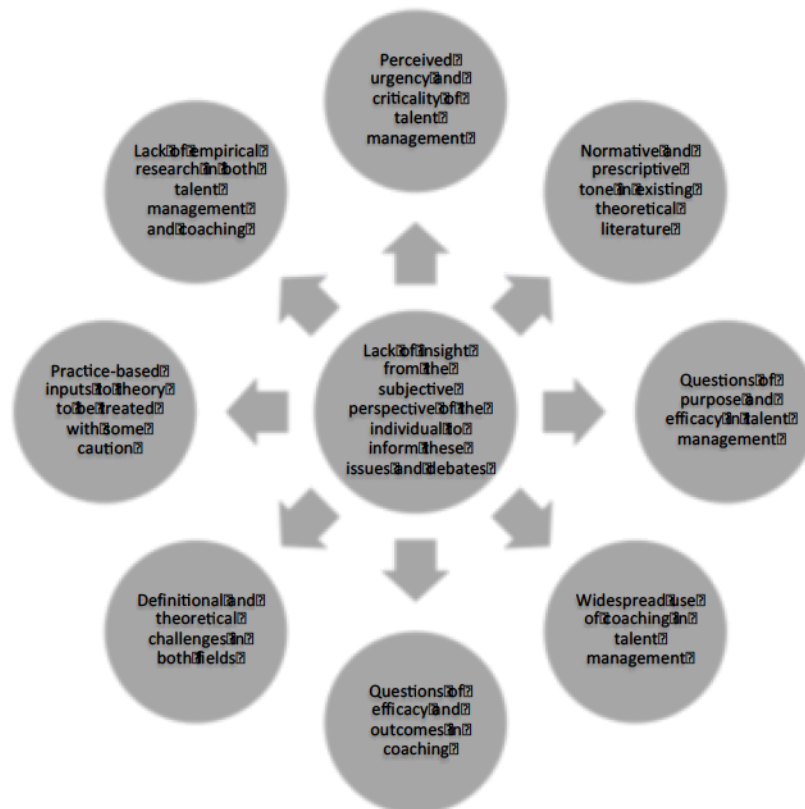 Perceived
urgency and
criticality of
talent
management
Normative and
prescriptive
tone in existing
theoretical
literature
Questions of
purpose and
efficacy in talent
management
Widespread use
of coaching in
talent
management
Questions of
efficacy and
outcomes in
coaching
Definitional and
theoretical
challenges in
both fields
Practice-based
inputs to theory
to be treated
with some
caution
Lack of empirical
research in both
talent
management
and coaching
Lack of insight
from the
subjective
perspective of the
individual to
inform these
issues and debates